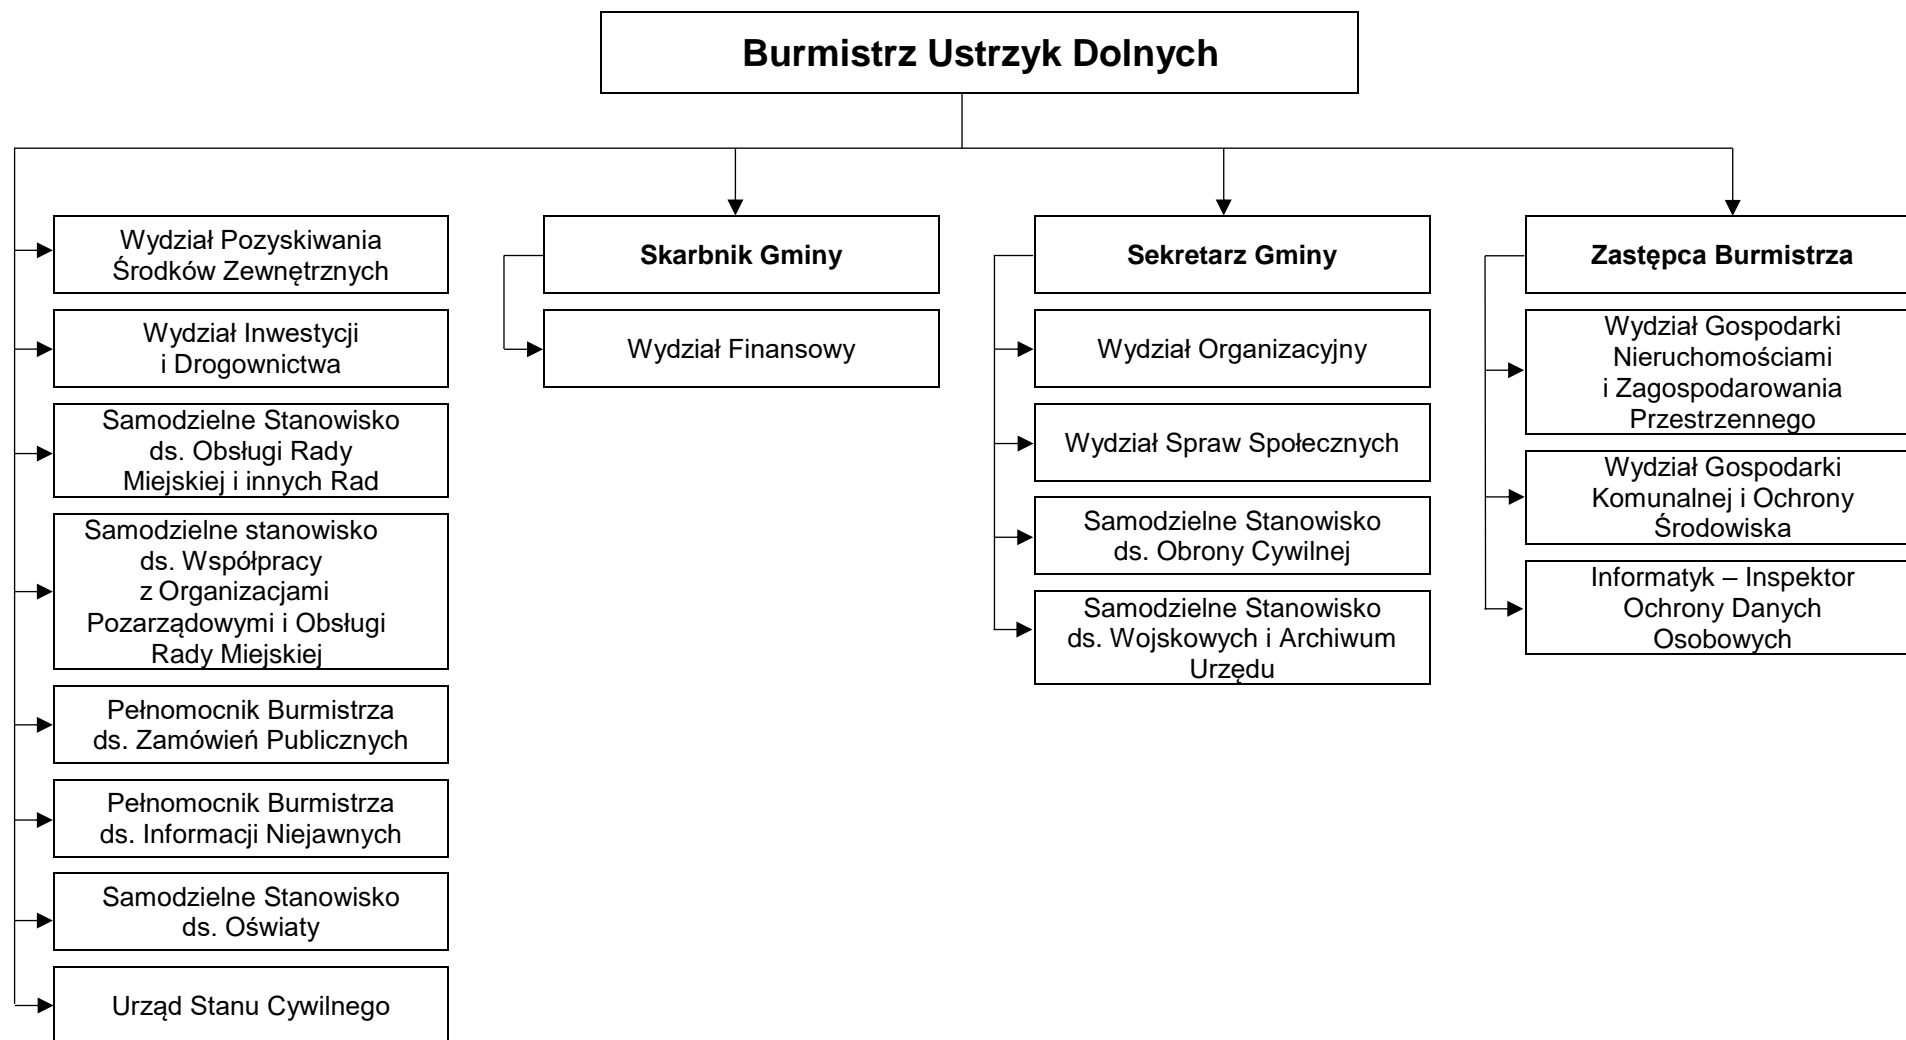 Burmistrz Ustrzyk Dolnych
Wydział Pozyskiwania
Środków Zewnętrznych
Wydział Inwestycji
i Drogownictwa
Samodzielne Stanowisko
ds. Obsługi Rady
Miejskiej i innych Rad
Samodzielne stanowisko
ds. Współpracy
z Organizacjami
Pozarządowymi i Obsługi
Rady Miejskiej
Pełnomocnik Burmistrza
ds. Zamówień Publicznych
Pełnomocnik Burmistrza
ds. Informacji Niejawnych
Samodzielne Stanowisko
ds. Oświaty
Urząd Stanu Cywilnego
Skarbnik Gminy
Wydział Finansowy
Sekretarz Gminy
Wydział Organizacyjny
Wydział Spraw Społecznych
Samodzielne Stanowisko
ds. Obrony Cywilnej
Samodzielne Stanowisko
ds. Wojskowych i Archiwum
Urzędu
Zastępca Burmistrza
Wydział Gospodarki
Nieruchomościami
i Zagospodarowania
Przestrzennego
Wydział Gospodarki
Komunalnej i Ochrony
Środowiska
Informatyk – Inspektor
Ochrony Danych
Osobowych